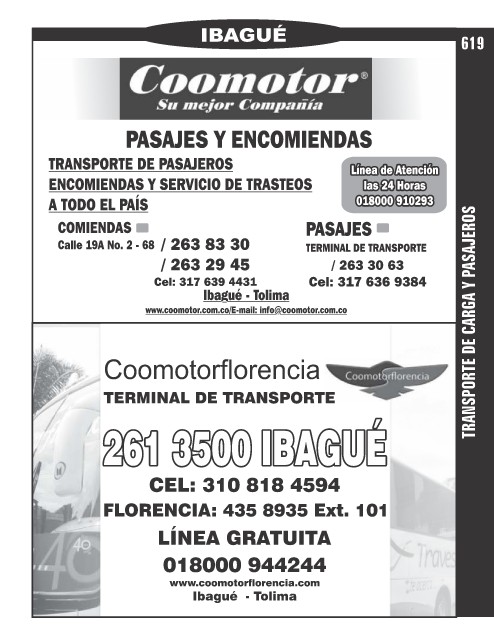 IBAGUÉ
619
Coomotor®
Su mejor Compañía
PASAJES Y ENCOMIENDAS
TRANSPORTE DE PASAJEROS
ENCOMIENDAS Y SERVICIO DE TRASTEOS
A TODO EL PAÍS
Línea de Atención
las 24 Horas
018000 910293
COMIENDAS
Calle 19A No. 2 - 68 / 263 83 30
/ 263 29 45
Cel: 317 639 4431
Ibagué - Tolima
PASAJES
TERMINAL DE TRANSPORTE
/ 263 30 63
Cel: 317 636 9384
www.coomotor.com.co/E-mail: info@coomotor.com.co
TRANSPORTE DE CARGA Y PASAJEROS
Coomotorflorencia
Coomotorflorencia
TERMINAL DE TRANSPORTE
261 3500 IBAGUÉ
CEL: 310 818 4594
FLORENCIA: 435 8935 Ext. 101
LÍNEA GRATUITA
018000 944244
www.coomotorflorencia.com
Ibagué - Tolima
40
40